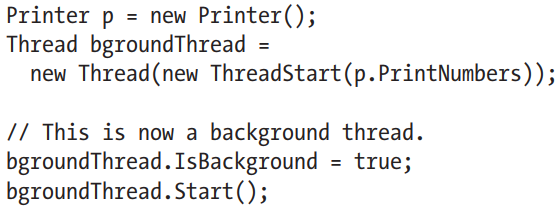 Printer p = new Printer();
Thread bgroundThread =
  new Thread(new ThreadStart(p.PrintNumbers));

// This is now a background thread.
bgroundThread.IsBackground = true;
bgroundThread.Start();